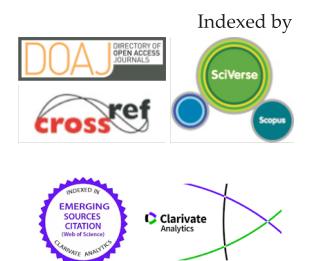 Indexed by
DOAJ DIRECTORY OF
OPEN ACCESS
JOURNALS
SciVerse
Scopus
crossref
INDEXED IN
EMERGING
SOURCES
CITATION
(Web of Science)
CLARIVATE ANALYTICS
Clarivate
Analytics